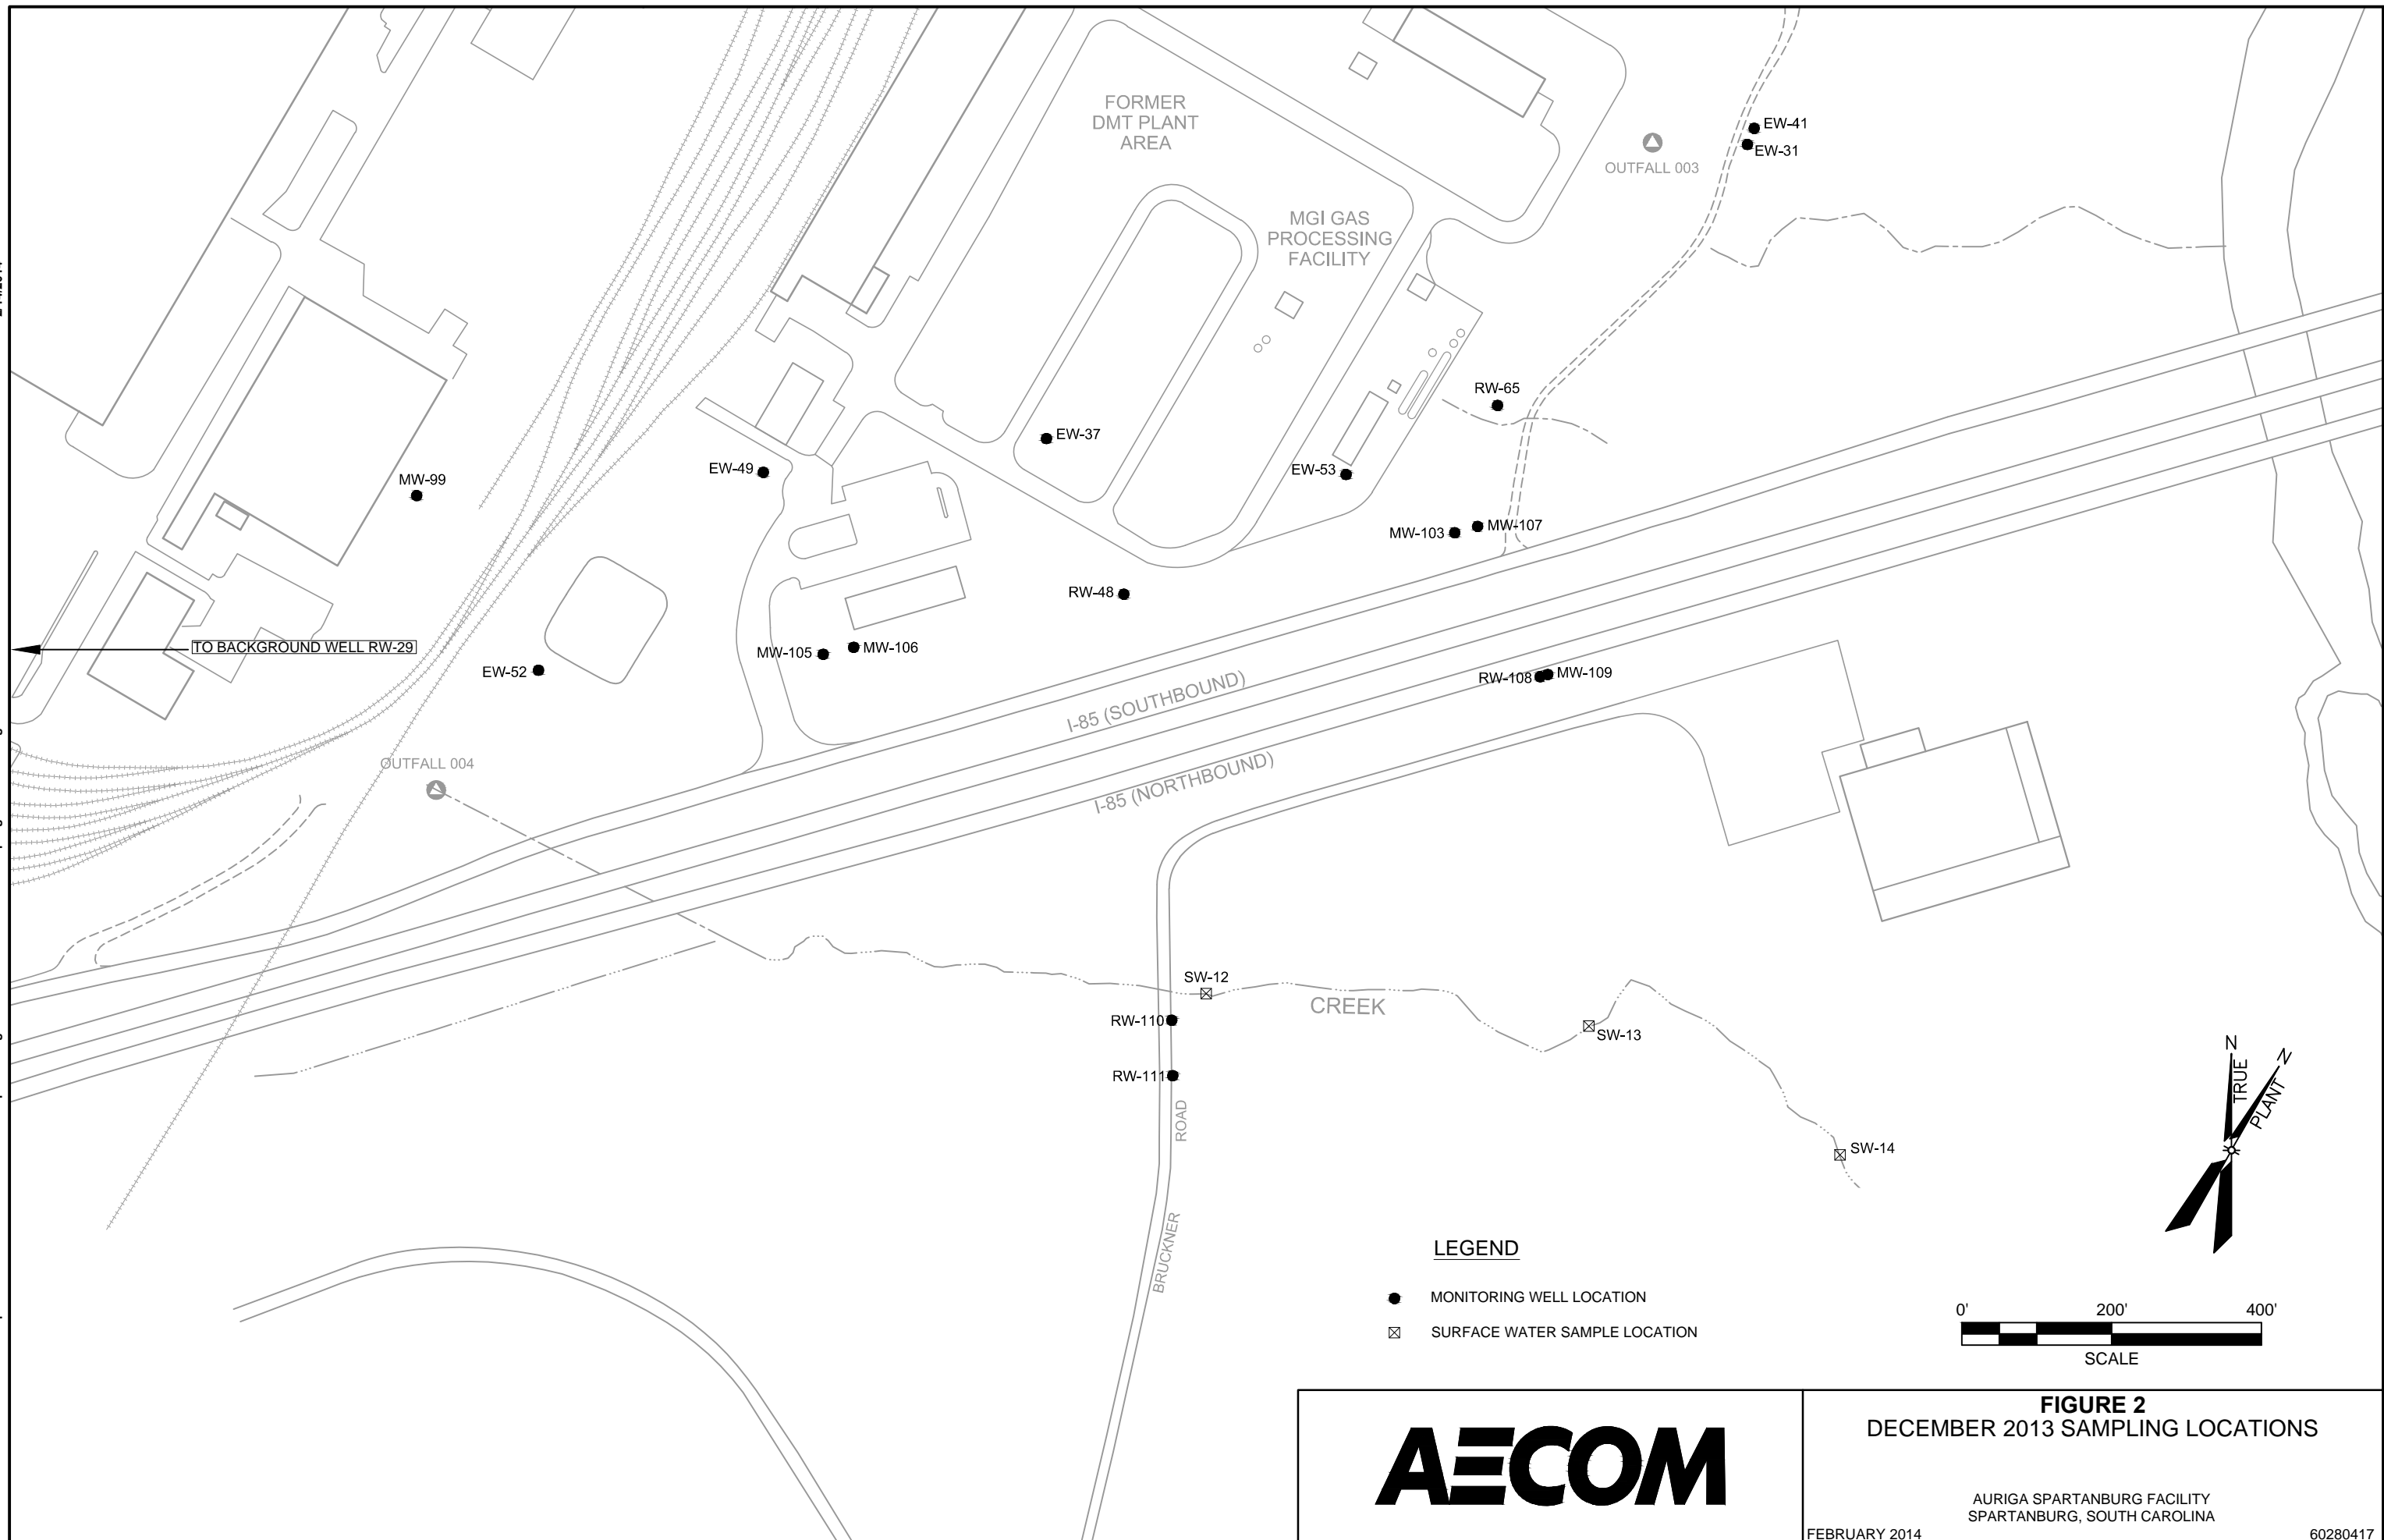 FORMER
DMT PLANT
AREA
EW-41
EW-31
OUTFALL 003
MGI GAS
PROCESSING
FACILITY
RW-65
EW-37
EW-49
EW-53
MW-99
MW-103
MW-107
RW-48
TO BACKGROUND WELL RW-29
MW-105
MW-106
EW-52
RW-108
MW-109
I-85 (SOUTHBOUND)
OUTFALL 004
I-85 (NORTHBOUND)
SW-12
CREEK
RW-110
SW-13
RW-111
ROAD
BRUCKNER
SW-14
N
TRUE
N
PLANT
LEGEND
MONITORING WELL LOCATION
SURFACE WATER SAMPLE LOCATION
0' 200' 400'
SCALE
AECOM
FIGURE 2
DECEMBER 2013 SAMPLING LOCATIONS
AURIGA SPARTANBURG FACILITY
SPARTANBURG, SOUTH CAROLINA
FEBRUARY 2014 60280417